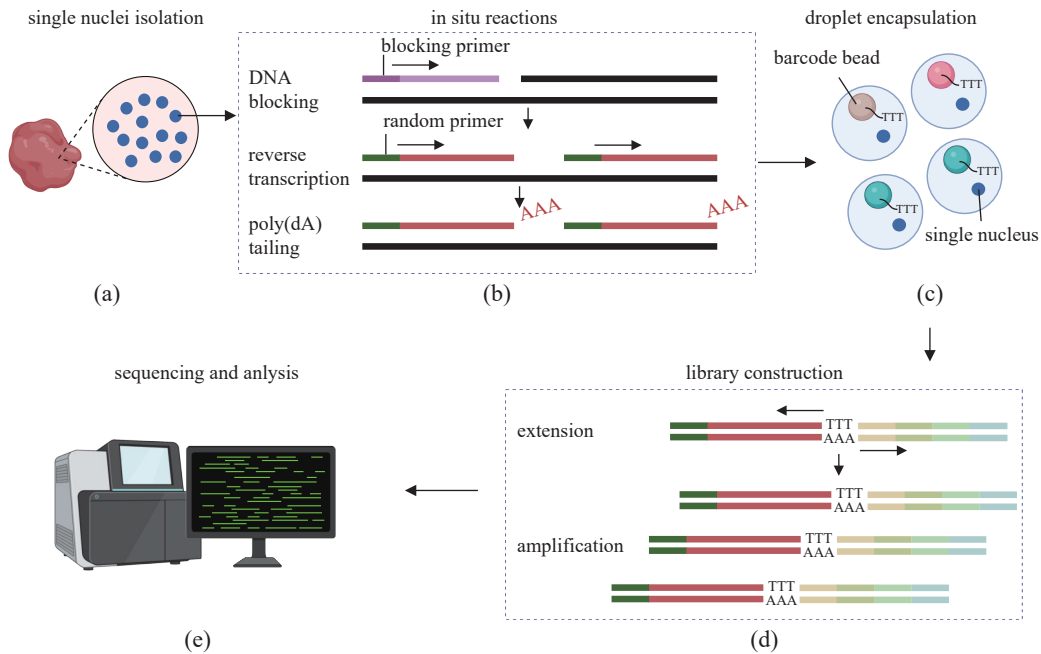 single nuclei isolation
in situ reactions
droplet encapsulation
blocking primer
DNA
blocking
random primer
reverse
transcription
AAA
AAA
poly(dA)
tailing
barcode bead
TTT
TTT
TTT
TTT
single nucleus
(a)
(b)
(c)
sequencing and anlysis
library construction
extension
TTT
AAA
TTT
AAA
amplification
TTT
AAA
TTT
AAA
(e)
(d)